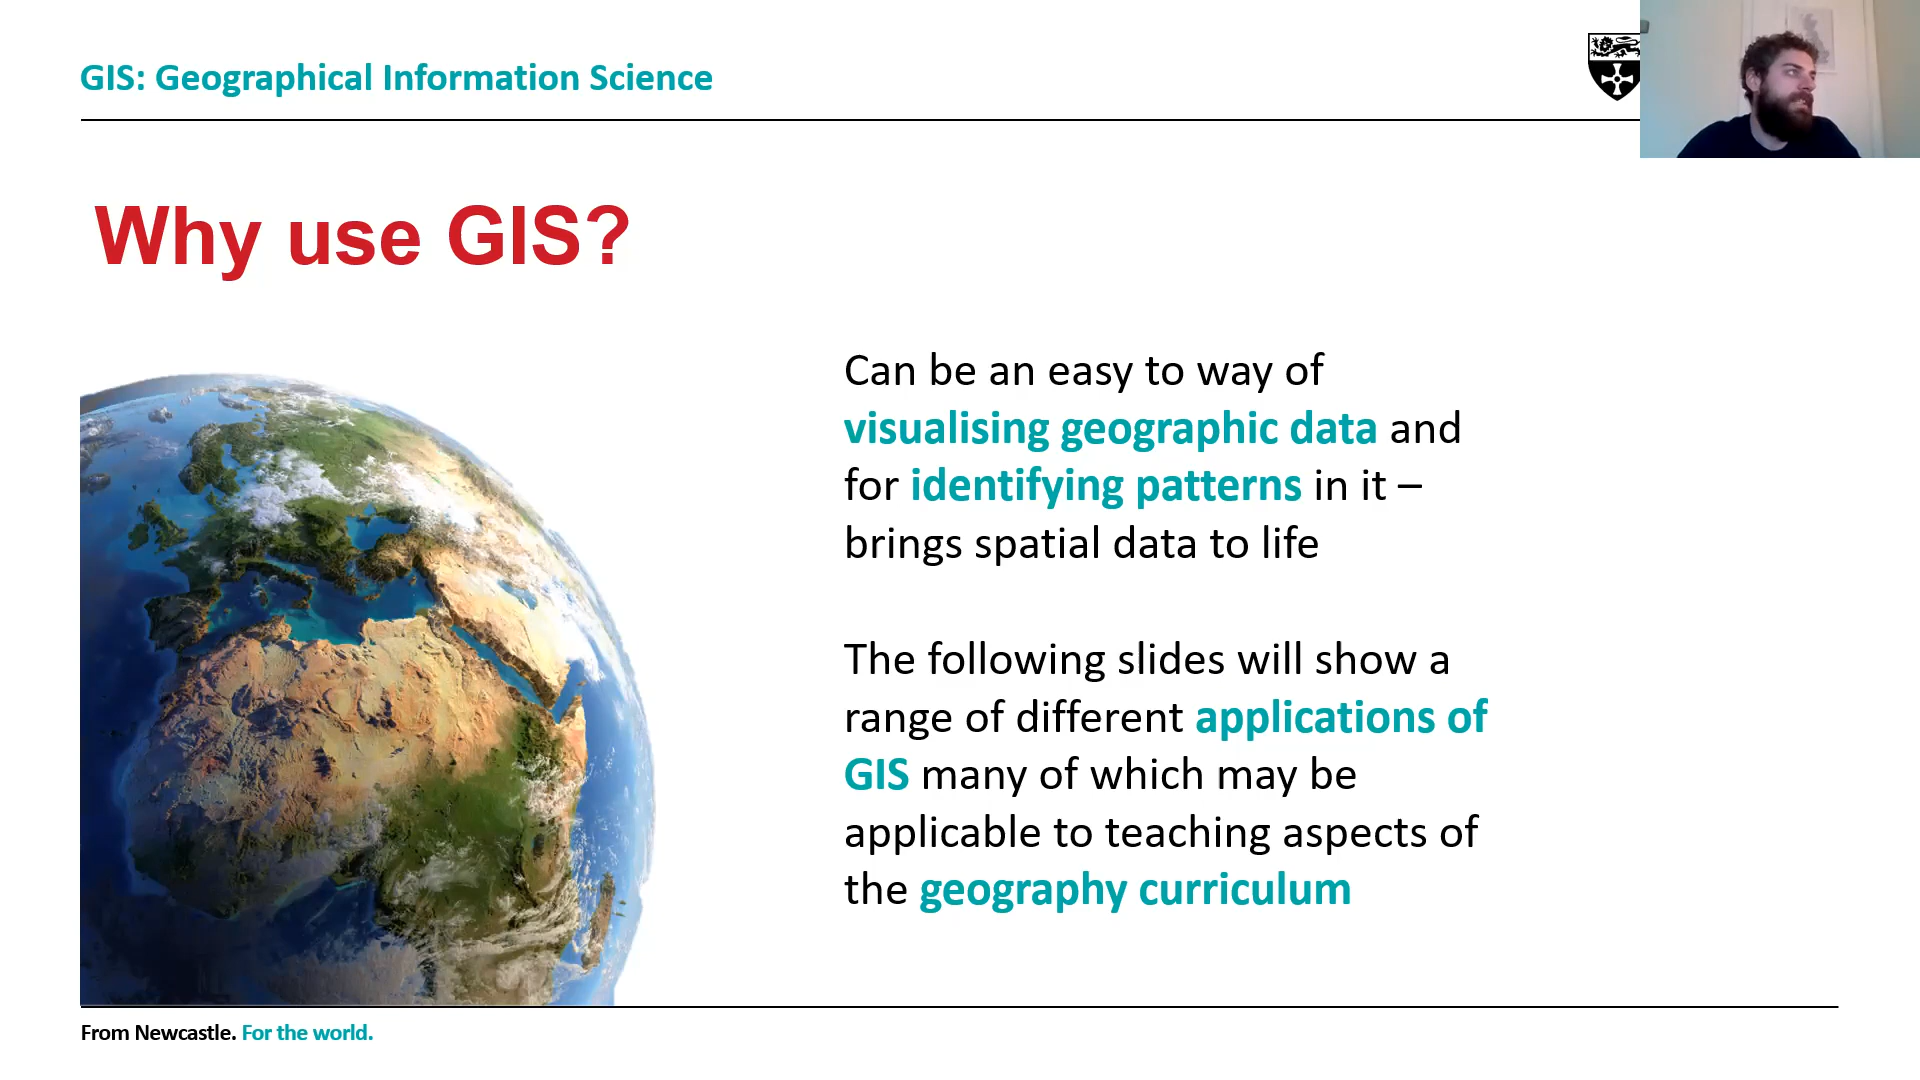 GIS: Geographical Information Science
Why use GIS?
Can be an easy to way of
visualising geographic data and
for identifying patterns in it –
brings spatial data to life
The following slides will show a
range of different applications of
GIS many of which may be
applicable to teaching aspects of
the geography curriculum
From Newcastle. For the world.